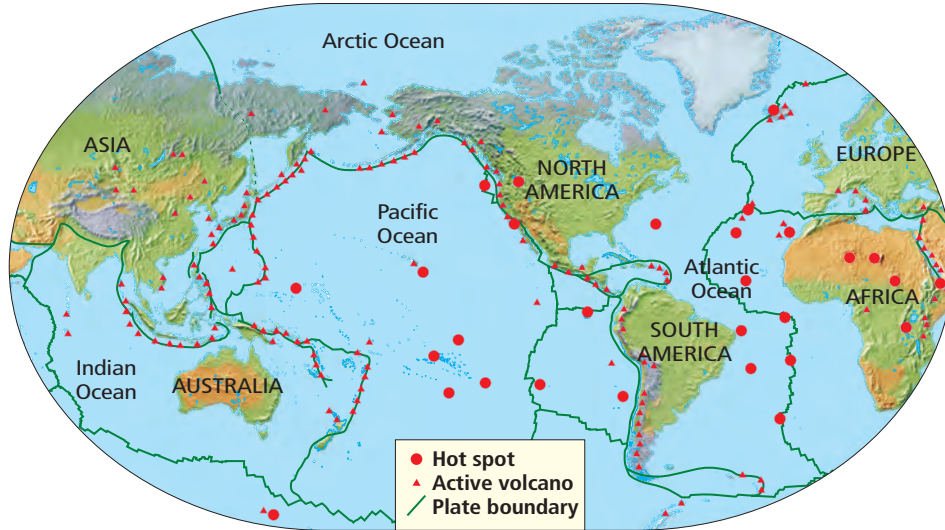 Arctic Ocean
ASIA
NORTH
AMERICA
EUROPE
Pacific
Ocean
Atlantic
Ocean
AFRICA
SOUTH
AMERICA
Indian
Ocean
AUSTRALIA
Hot spot
Active volcano
Plate boundary